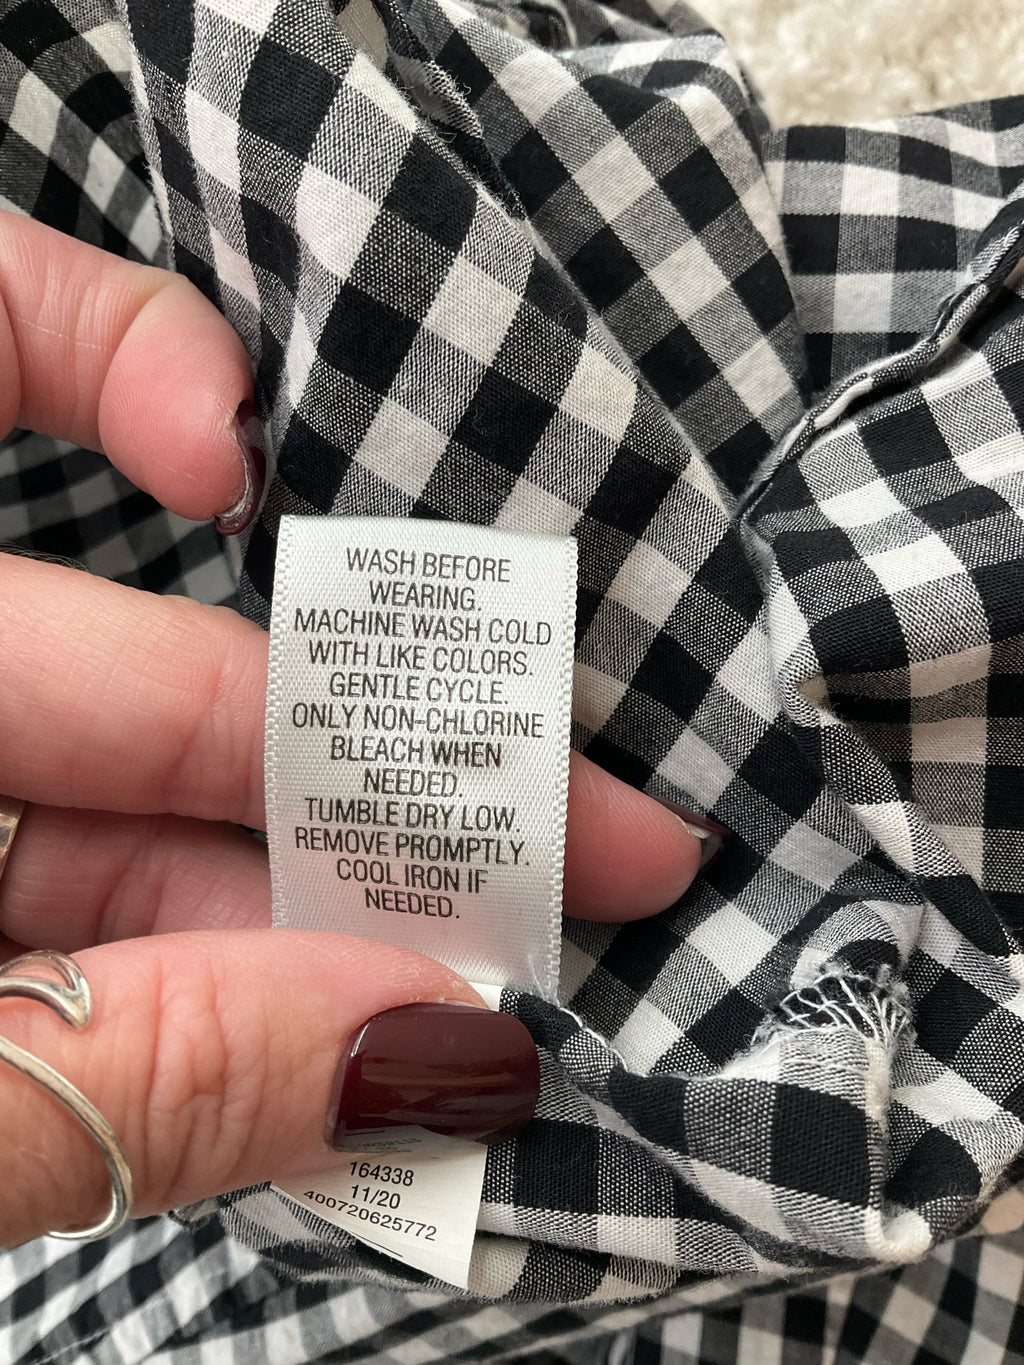 WASH BEFORE
WEARING.
MACHINE WASH COLD
WITH LIKE COLORS.
GENTLE CYCLE.
ONLY NON-CHLORINE
BLEACH WHEN
NEEDED.
TUMBLE DRY LOW.
REMOVE PROMPTLY.
COOL IRON IF
NEEDED.
164338
11/20
400720625772